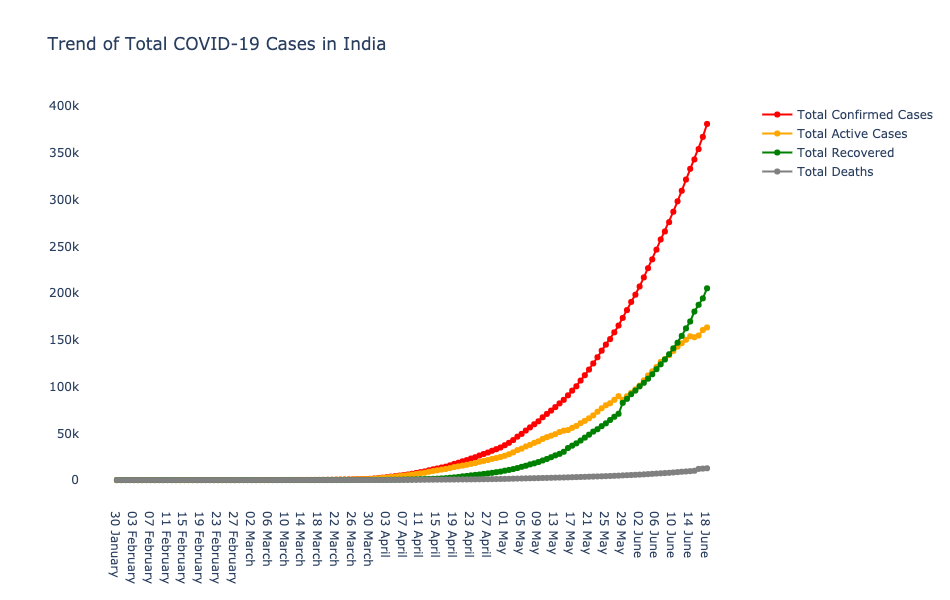 Trend of Total COVID-19 Cases in India
400k
350k
300k
250k
200k
150k
100k
50k
0
Total Confirmed Cases
Total Active Cases
Total Recovered
Total Deaths
30 January
03 February
07 February
11 February
15 February
19 February
23 February
27 February
02 March
06 March
10 March
14 March
18 March
22 March
26 March
30 March
03 April
07 April
11 April
15 April
19 April
23 April
27 April
01 May
05 May
09 May
13 May
17 May
21 May
25 May
29 May
02 June
06 June
10 June
14 June
18 June